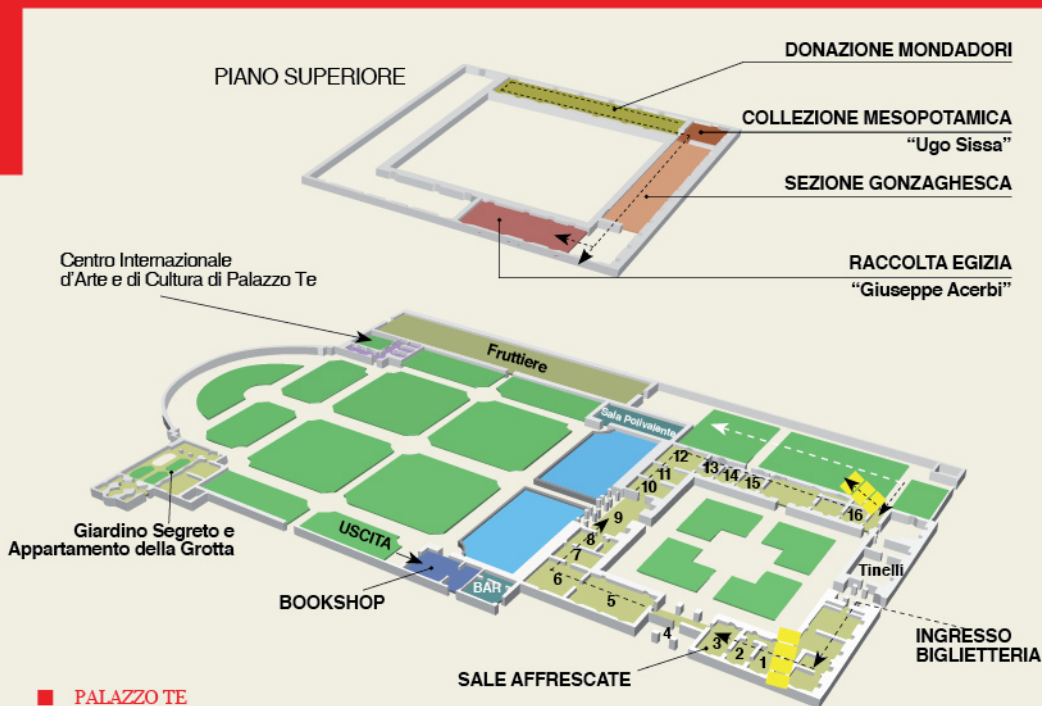 PIANO SUPERIORE
DONAZIONE MONDADORI
COLLEZIONE MESOPOTAMICA
“Ugo Sissa”
SEZIONE GONZAGHESCA
RACCOLTA EGIZIA
“Giuseppe Acerbi”
Centro Internazionale
d’Arte e di Cultura di Palazzo Te
Fruttiere
Sala Polivalente
12
13
14
15
11
10
16
9
8
7
6
5
4
3
2
1
Tinelli
Giardino Segreto e
Appartamento della Grotta
USCITA
BAR
BOOKSHOP
INGRESSO
BIGLIETTERIA
SALE AFFRESCATE
PALAZZO TE